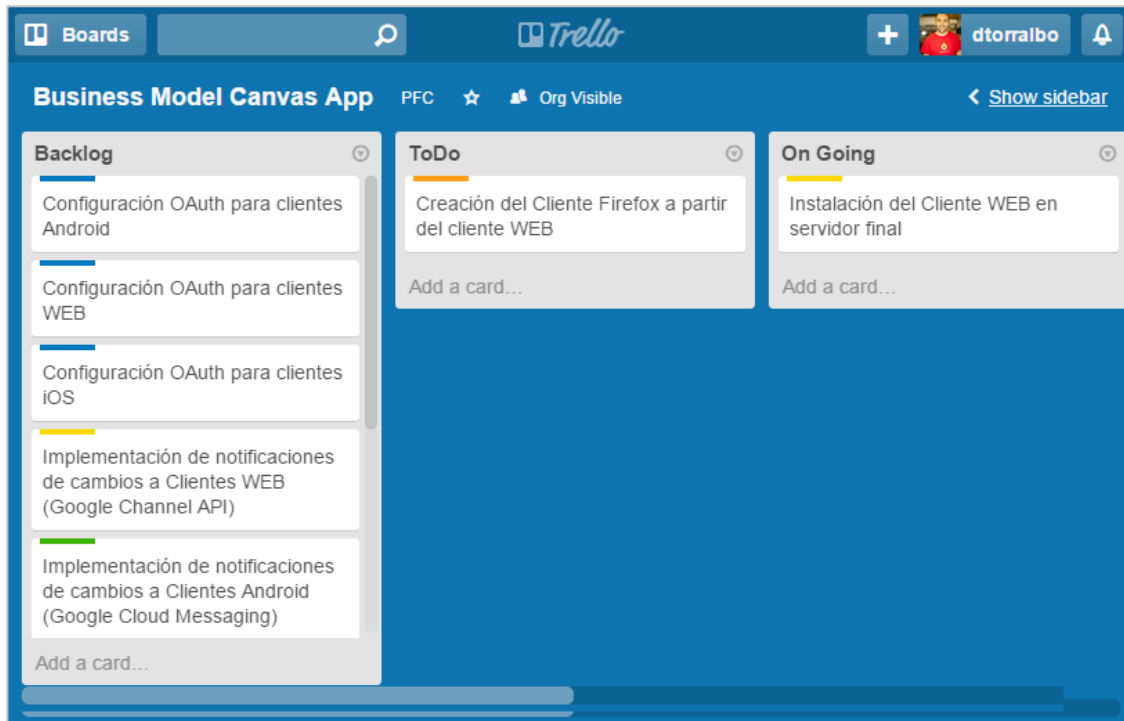 Boards
Trello
dtorralbo
Business Model Canvas App PFC Org Visible
Show sidebar
Backlog
Configuración OAuth para clientes
Android
Configuración OAuth para clientes
WEB
Configuración OAuth para clientes
iOS
Implementación de notificaciones
de cambios a Clientes WEB
(Google Channel API)
Implementación de notificaciones
de cambios a Clientes Android
(Google Cloud Messaging)
Add a card...
ToDo
Creación del Cliente Firefox a partir
del cliente WEB
Add a card...
On Going
Instalación del Cliente WEB en
servidor final
Add a card...